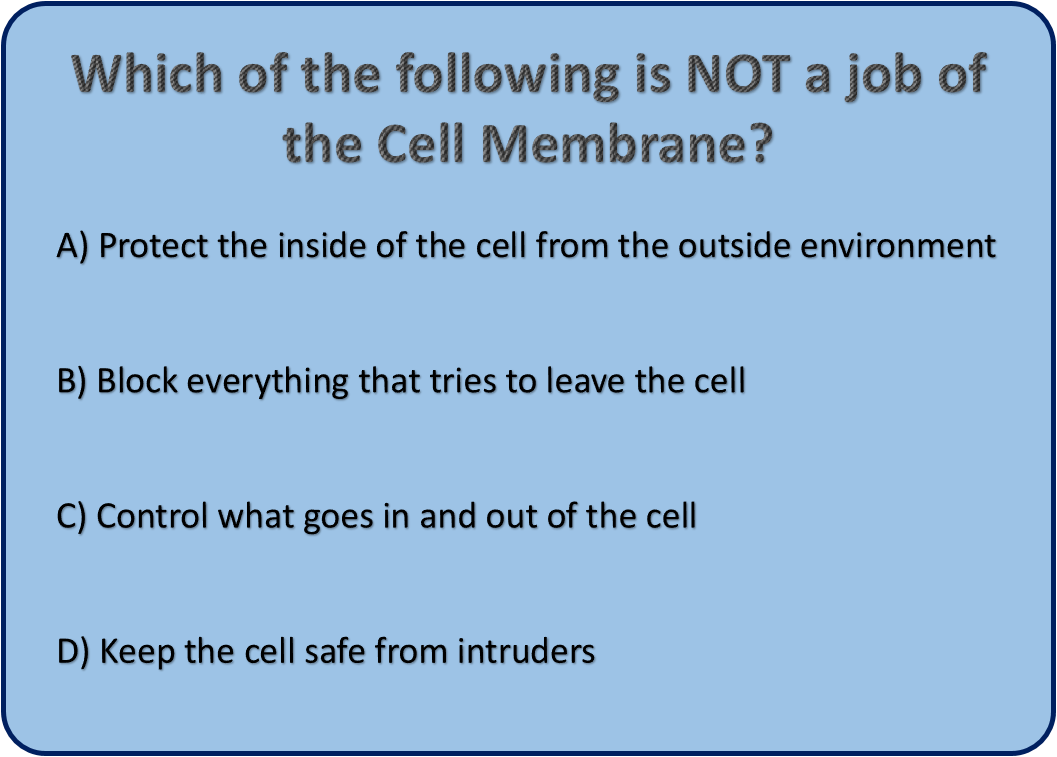 Which of the following is NOT a job of
the Cell Membrane?
A) Protect the inside of the cell from the outside environment
B) Block everything that tries to leave the cell
C) Control what goes in and out of the cell
D) Keep the cell safe from intruders